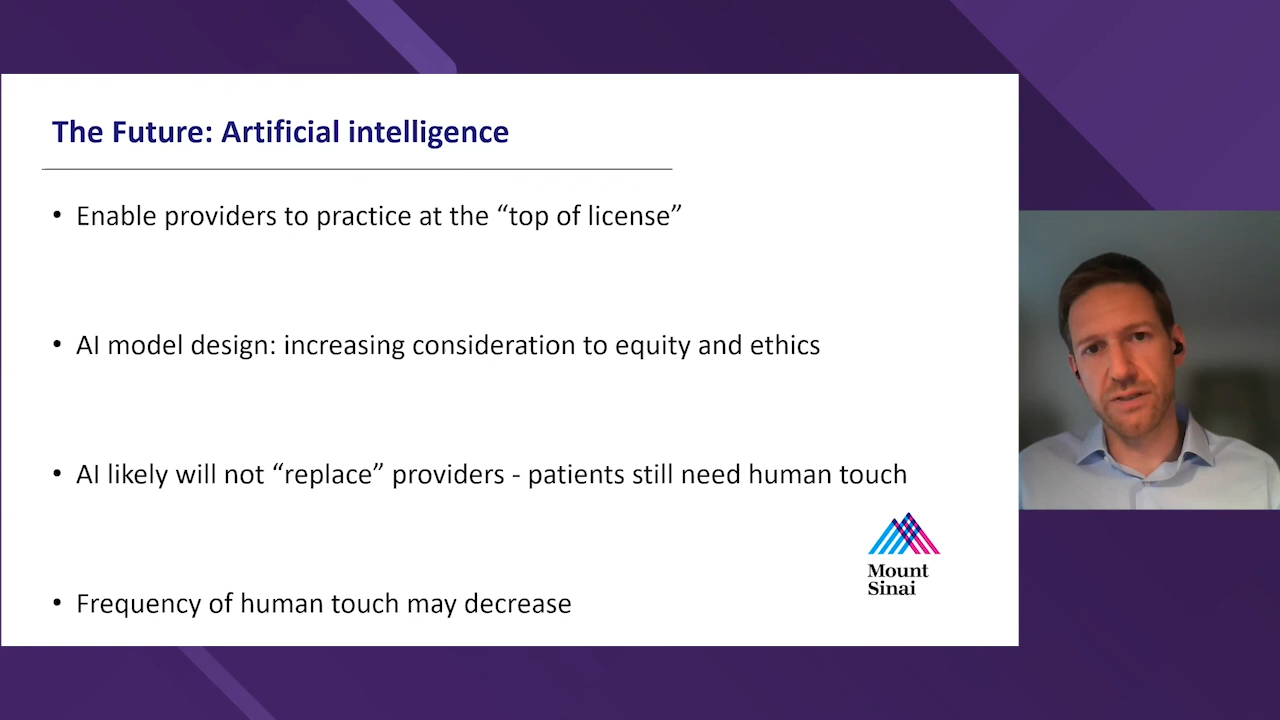 The Future: Artificial intelligence
• Enable providers to practice at the “top of license”
• AI model design: increasing consideration to equity and ethics
• AI likely will not “replace” providers - patients still need human touch
• Frequency of human touch may decrease
Mount
Sinai